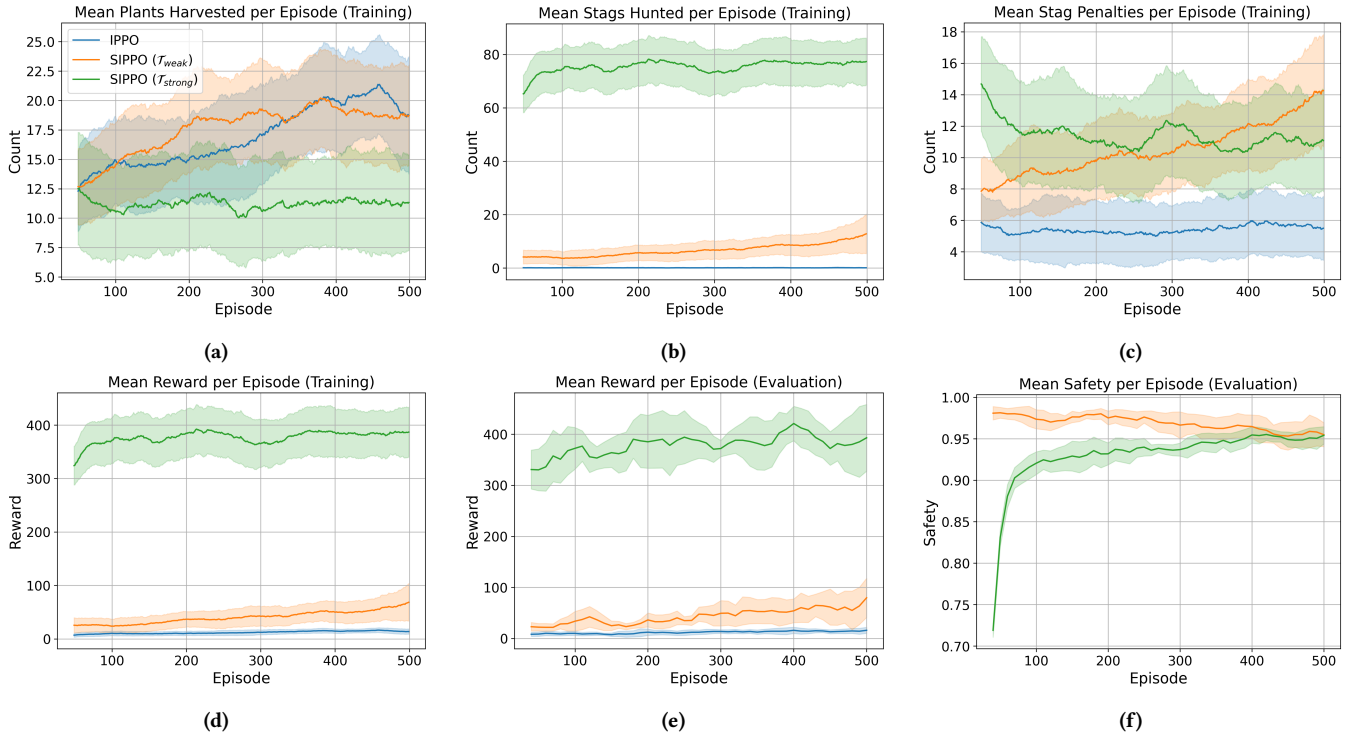 Mean Plants Harvested per Episode (Training)
IPPO
SIPPO (𝒯weak)
SIPPO (𝒯strong)
Count
25.0
22.5
20.0
17.5
15.0
12.5
10.0
7.5
5.0
100 200 300 400 500
Episode
(a)
Mean Stags Hunted per Episode (Training)
Count
80
60
40
20
0
100 200 300 400 500
Episode
(b)
Mean Stag Penalties per Episode (Training)
Count
18
16
14
12
10
8
6
4
100 200 300 400 500
Episode
(c)
Mean Reward per Episode (Training)
Reward
400
300
200
100
0
100 200 300 400 500
Episode
(d)
Mean Reward per Episode (Evaluation)
Reward
400
300
200
100
0
100 200 300 400 500
Episode
(e)
Mean Safety per Episode (Evaluation)
Safety
1.00
0.95
0.90
0.85
0.80
0.75
0.70
100 200 300 400 500
Episode
(f)